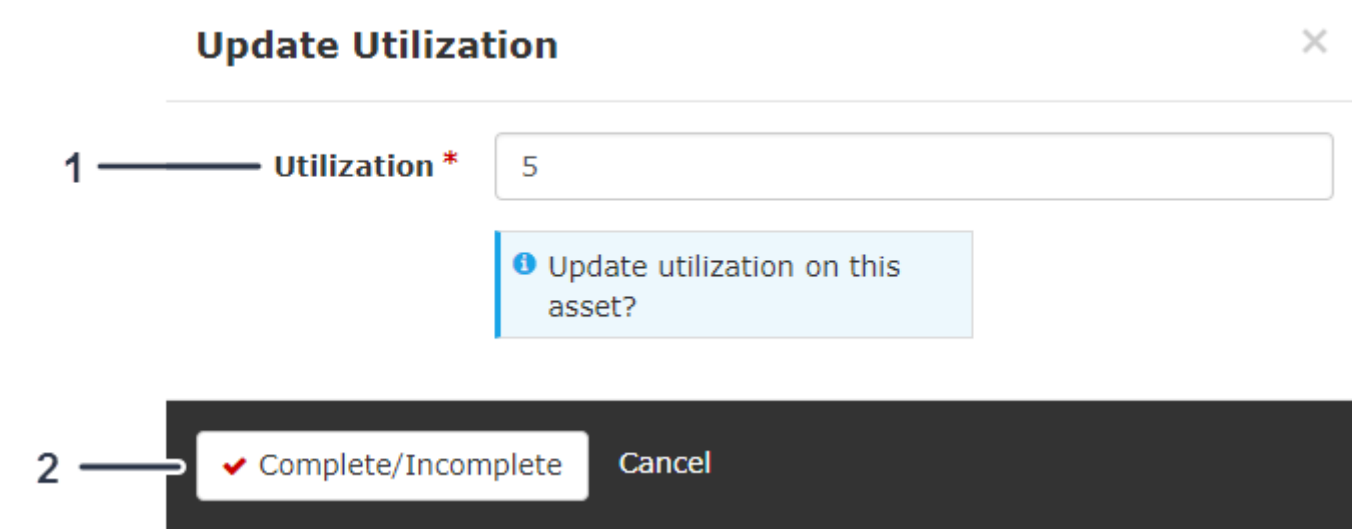 Update Utilization ×
1 Utilization * 5
Update utilization on this
asset?
2 Complete/Incomplete Cancel